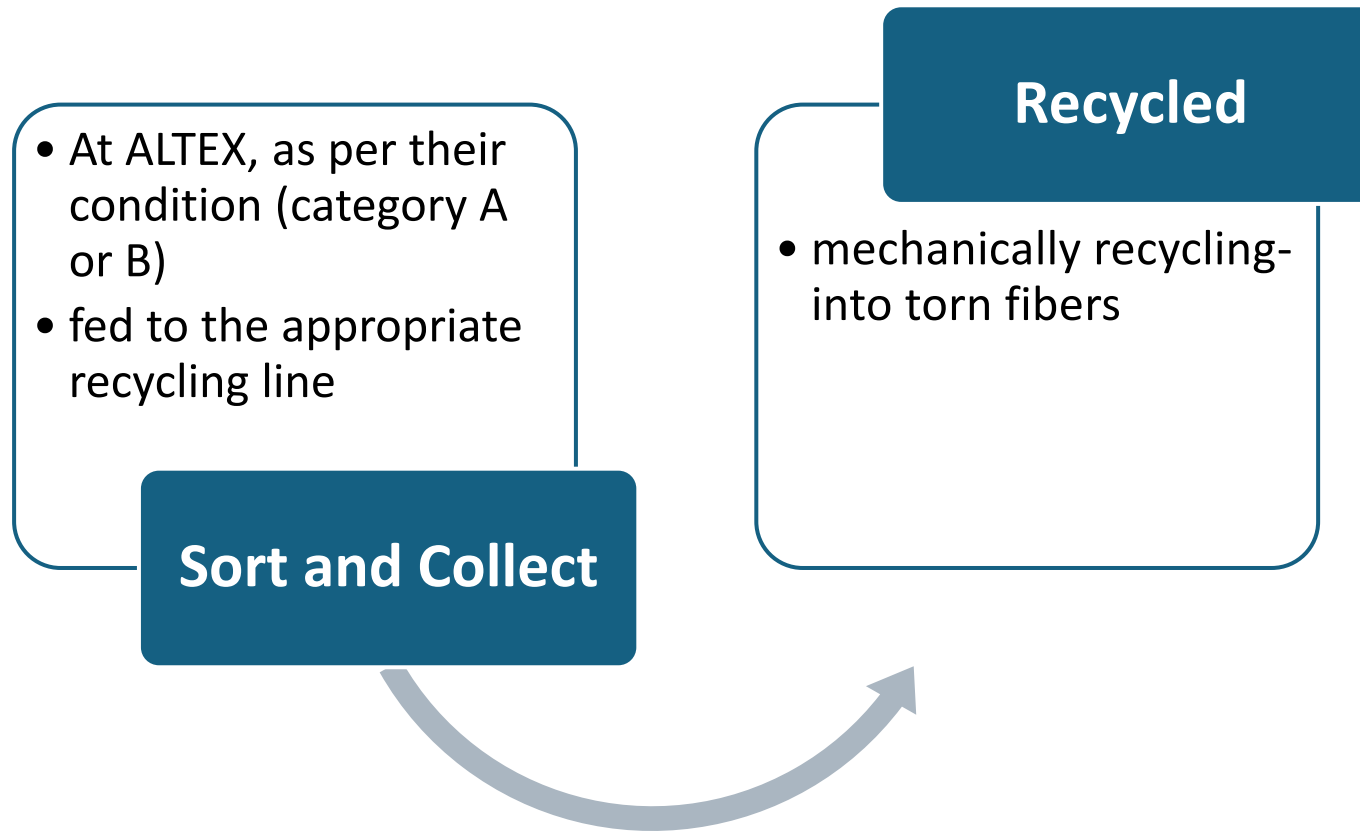 • At ALTEX, as per their
condition (category A
or B)
• fed to the appropriate
recycling line
Sort and Collect
Recycled
• mechanically recycling-
into torn fibers